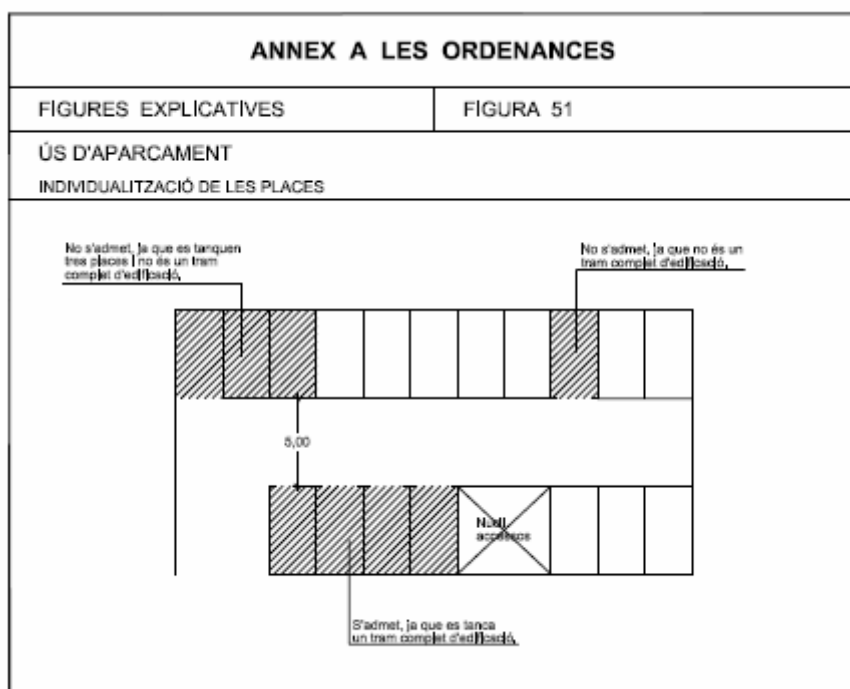 ANNEX A LES ORDENANCES
FIGURES EXPLICATIVES
FIGURA 51
ÚS D'APARCAMENT
INDIVIDUALITZACIÓ DE LES PLACES
No s'admet, ja que es tanquen
tres places i no és un tram
complet d'edificació.
No s'admet, ja que no és un
tram complet d'edificació.
5,00
Nucli
accessos
S'admet, ja que es tanca
un tram complet d'edificació.